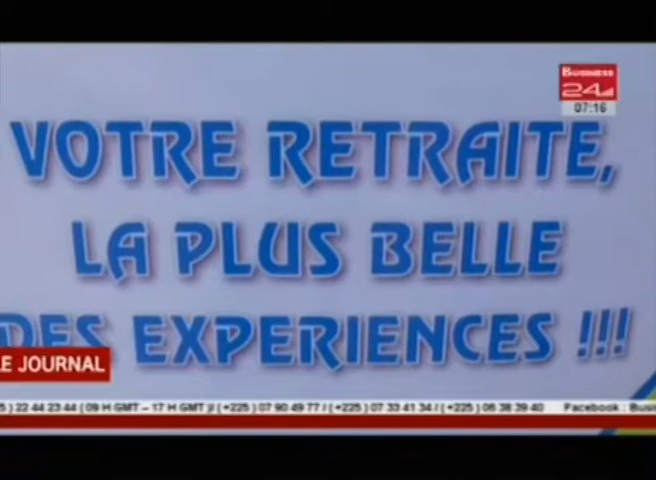 BUSINESS
24
07:16
VOTRE RETRAITE,
LA PLUS BELLE
DES EXPERIENCES !!!
LE JOURNAL
5) 22 44 23 44 ( 09 H GMT – 17 H GMT )/ (+225) 07 90 49 77 / (+225) 07 33 41 34 / (+225) 06 38 39 40 Facebook : Busi